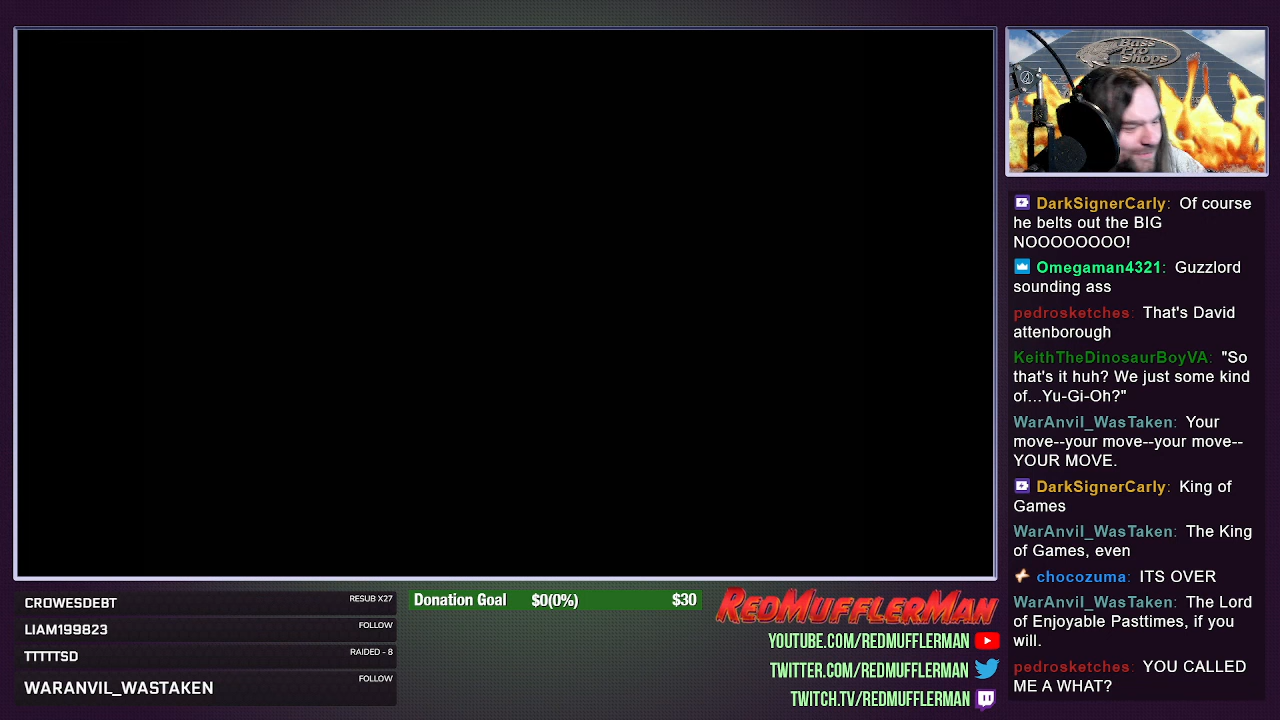 Bass
Pro
Shops
DarkSignerCarly: Of course
he belts out the BIG
NOOOOOOOO!
Omegaman4321: Guzzlord
sounding ass
pedrosketches: That's David
attenborough
KeithTheDinosaurBoyVA: "So
that's it huh? We just some kind
of...Yu-Gi-Oh?"
WarAnvil_WasTaken: Your
move--your move--your move--
YOUR MOVE.
DarkSignerCarly: King of
Games
WarAnvil_WasTaken: The King
of Games, even
chocozuma: ITS OVER
WarAnvil_WasTaken: The Lord
of Enjoyable Pasttimes, if you
will.
pedrosketches: YOU CALLED
ME A WHAT?
CROWESDEBT RESUB X27
LIAM199823 FOLLOW
TTTTTSD RAIDED - 8
WARANVIL_WASTAKEN FOLLOW
Donation Goal $0(0%) $30
REDMUFFLERMAN
YOUTUBE.COM/REDMUFFLERMAN
TWITTER.COM/REDMUFFLERMAN
TWITCH.TV/REDMUFFLERMAN